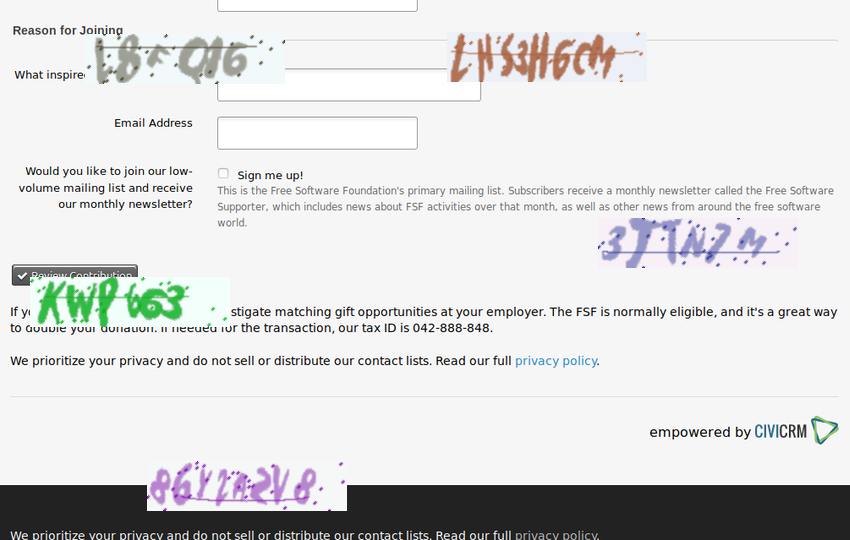 Reason for Joining
What inspire
Email Address
Would you like to join our low-
volume mailing list and receive
our monthly newsletter?
Sign me up!
This is the Free Software Foundation's primary mailing list. Subscribers receive a monthly newsletter called the Free Software
Supporter, which includes news about FSF activities over that month, as well as other news from around the free software
world.
Review Contribution
If stigate matching gift opportunities at your employer. The FSF is normally eligible, and it's a great way
to double your donation. If needed for the transaction, our tax ID is 042-888-848.
We prioritize your privacy and do not sell or distribute our contact lists. Read our full privacy policy.
empowered by CIVICRM
We prioritize your privacy and do not sell or distribute our contact lists. Read our full privacy policy.